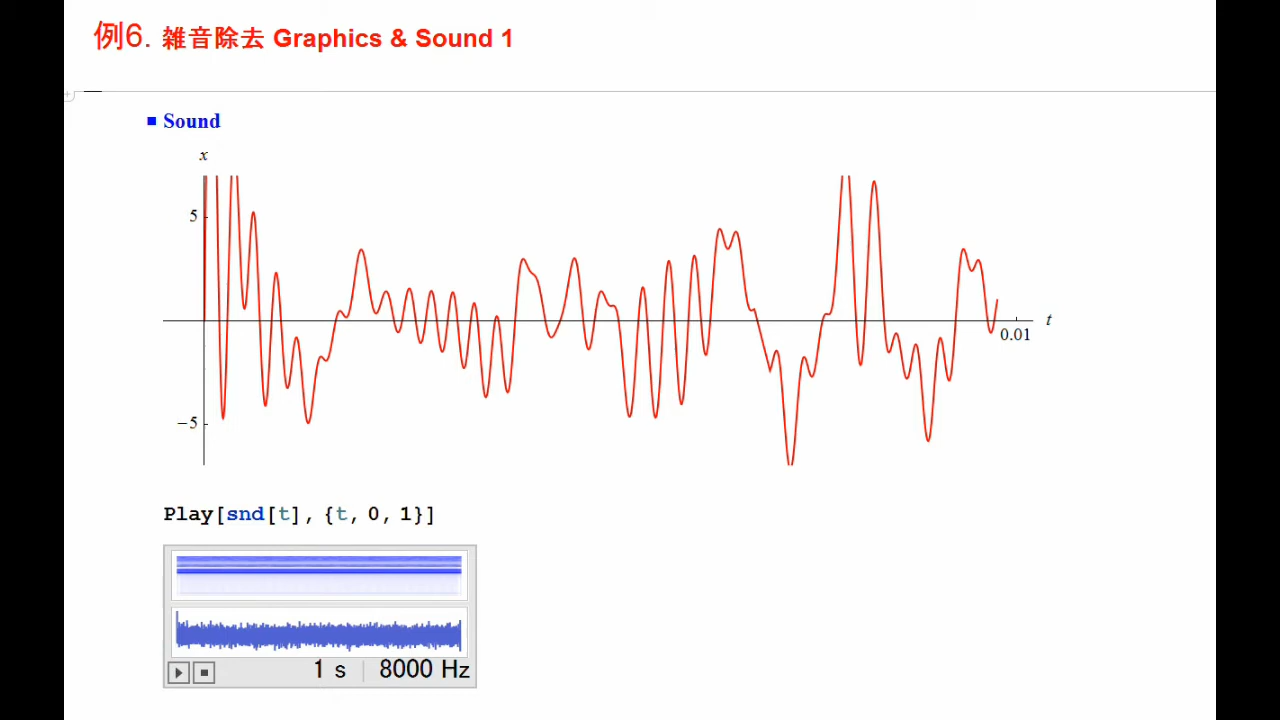 例6. 雑音除去 Graphics & Sound 1
Sound
x
5
t
0.01
−5
Play[snd[t], {t, 0, 1}]
1 s 8000 Hz